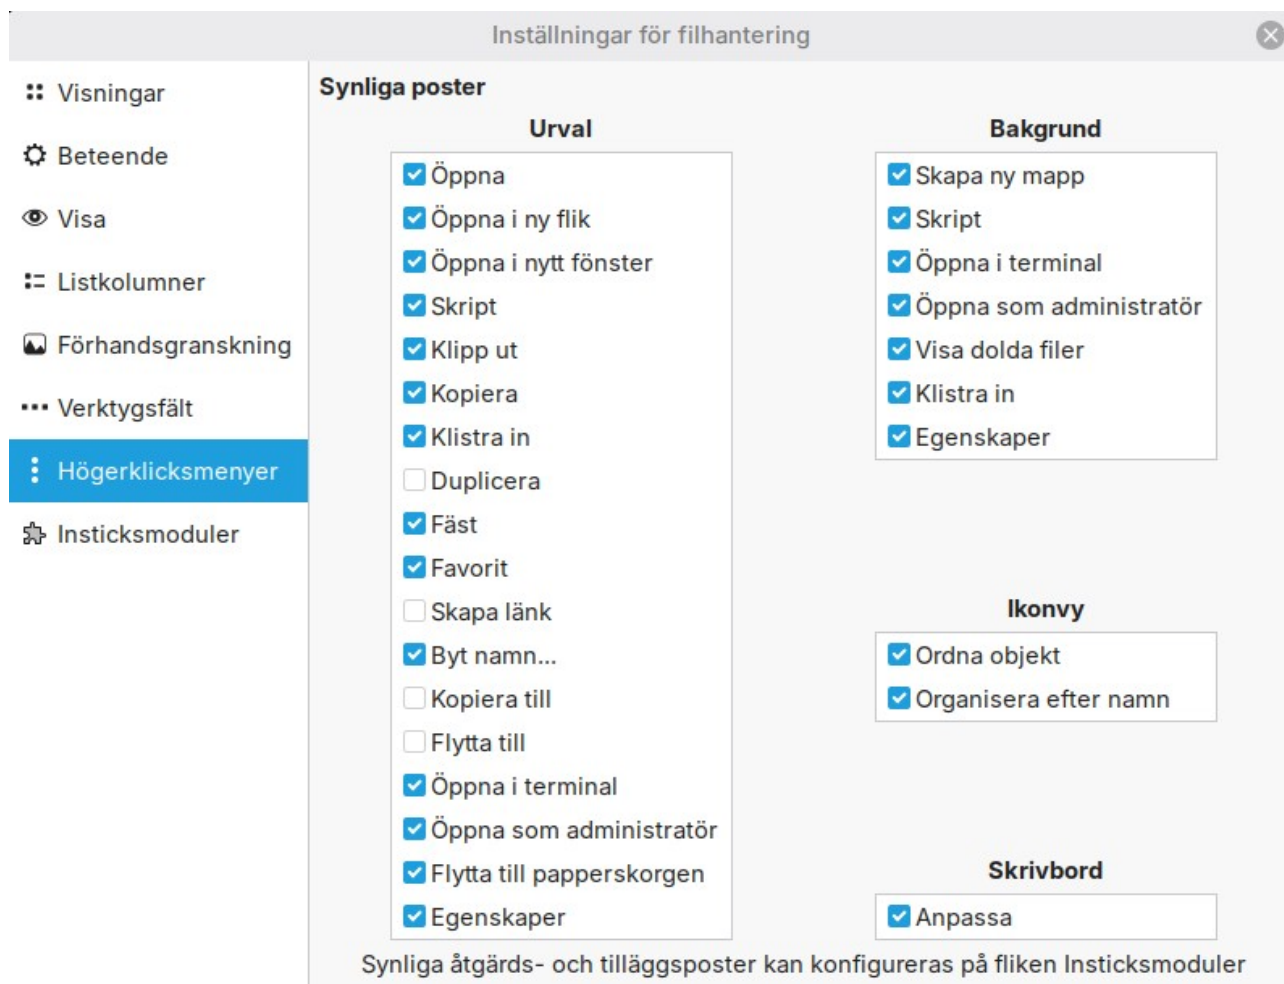 Inställningar för filhantering
Visningar
Beteende
Visa
Listkolumner
Förhandsgranskning
Verktygsfält
Högerklicksmenyer
Insticksmoduler
Synliga poster
Urval
Öppna
Öppna i ny flik
Öppna i nytt fönster
Skript
Klipp ut
Kopiera
Klistra in
Duplicera
Fäst
Favorit
Skapa länk
Byt namn...
Kopiera till
Flytta till
Öppna i terminal
Öppna som administratör
Flytta till papperskorgen
Egenskaper
Bakgrund
Skapa ny mapp
Skript
Öppna i terminal
Öppna som administratör
Visa dolda filer
Klistra in
Egenskaper
Ikonvy
Ordna objekt
Organisera efter namn
Skrivbord
Anpassa
Synliga åtgärds- och tilläggsposter kan konfigureras på fliken Insticksmoduler